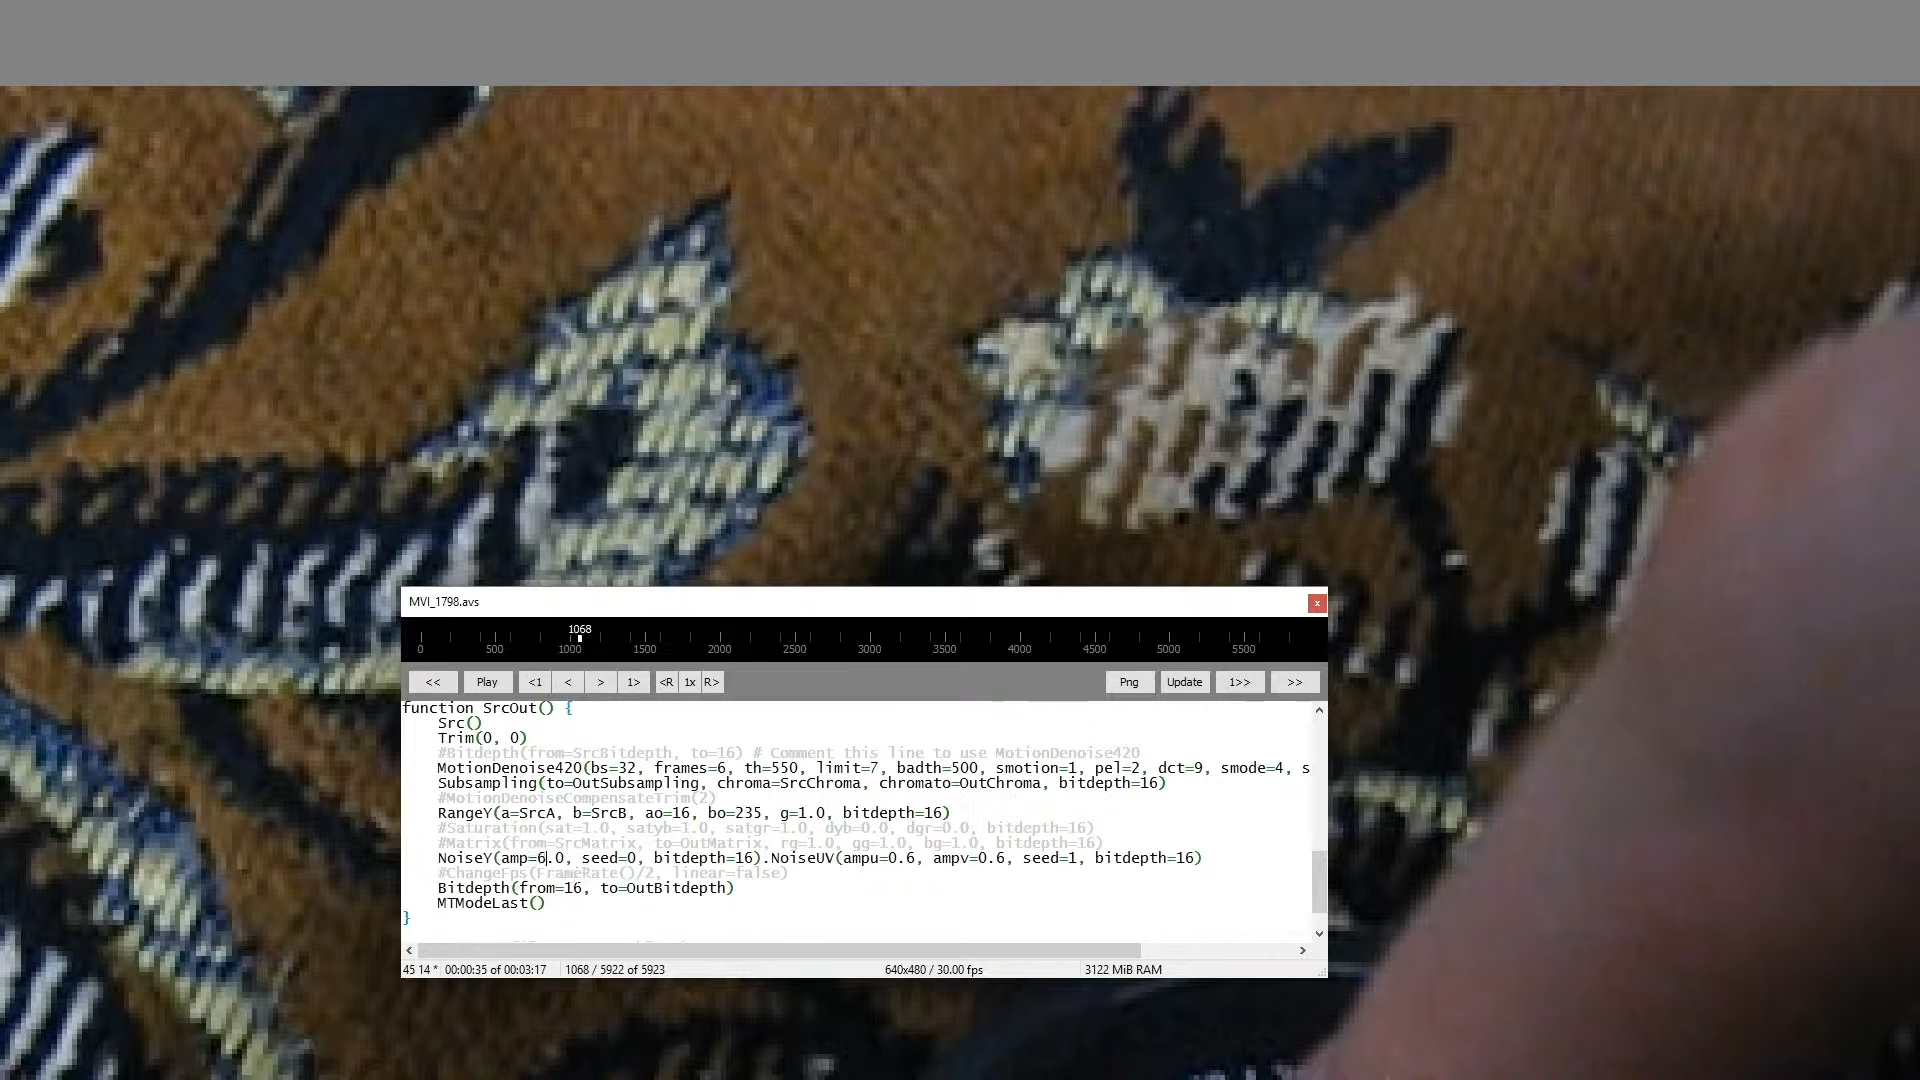 MVI_1798.avs
1068
0 500 1000 1500 2000 2500 3000 3500 4000 4500 5000 5500
<< Play <1 < > 1> <R 1x R> Png Update 1>> >>
function SrcOut() {
Src()
Trim(0, 0)
#Bitdepth(from=SrcBitdepth, to=16) # Comment this line to use MotionDenoise420
MotionDenoise420(bs=32, frames=6, th=550, limit=7, badth=500, smotion=1, pel=2, dct=9, smode=4, s
Subsampling(to=OutSubsampling, chroma=SrcChroma, chromato=OutChroma, bitdepth=16)
#MotionDenoiseCompensateTrim(2)
RangeY(a=SrcA, b=SrcB, ao=16, bo=235, g=1.0, bitdepth=16)
#Saturation(sat=1.0, satyb=1.0, satgr=1.0, dyb=0.0, dgr=0.0, bitdepth=16)
#Matrix(from=SrcMatrix, to=OutMatrix, rg=1.0, gg=1.0, bg=1.0, bitdepth=16)
NoiseY(amp=6.0, seed=0, bitdepth=16).NoiseUV(ampu=0.6, ampv=0.6, seed=1, bitdepth=16)
#ChangeFps(FrameRate()/2, linear=false)
Bitdepth(from=16, to=OutBitdepth)
MTModeLast()
}
45 14 * 00:00:35 of 00:03:17 1068 / 5922 of 5923 640x480 / 30.00 fps 3122 MiB RAM